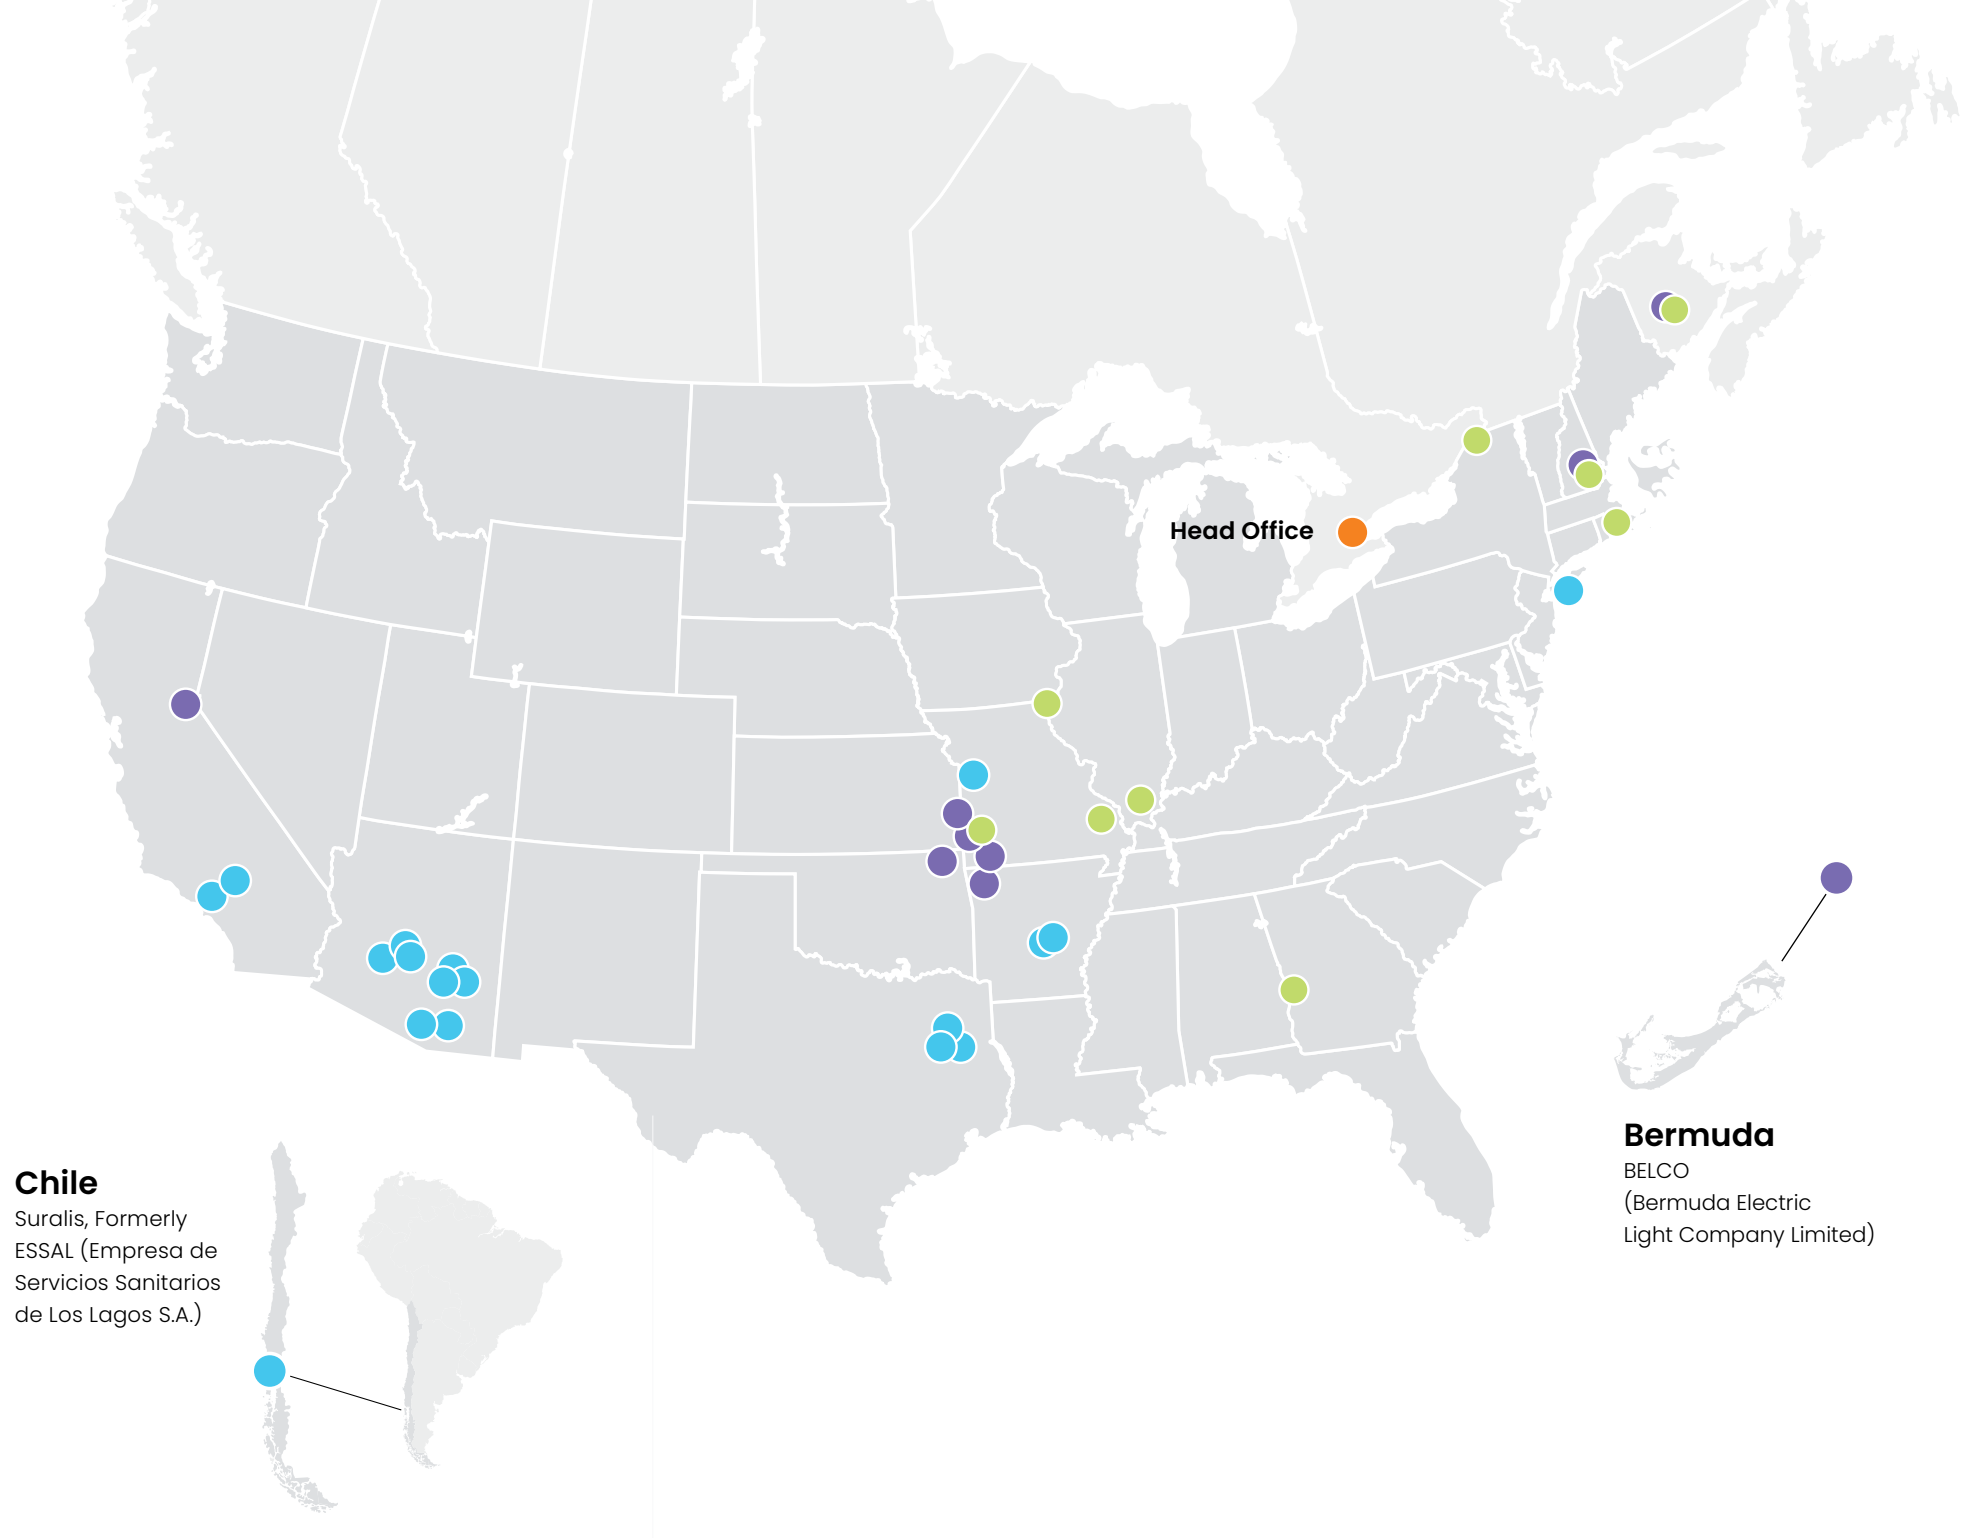 Head Office
Chile
Suralis, Formerly
ESSAL (Empresa de
Servicios Sanitarios
de Los Lagos S.A.)
Bermuda
BELCO
(Bermuda Electric
Light Company Limited)